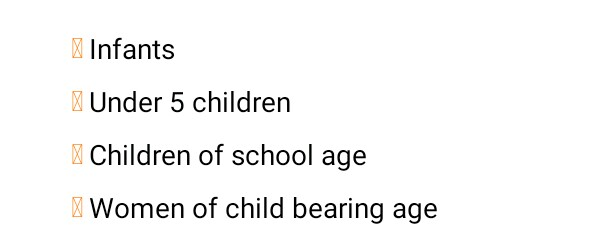 Infants
Under 5 children
Children of school age
Women of child bearing age